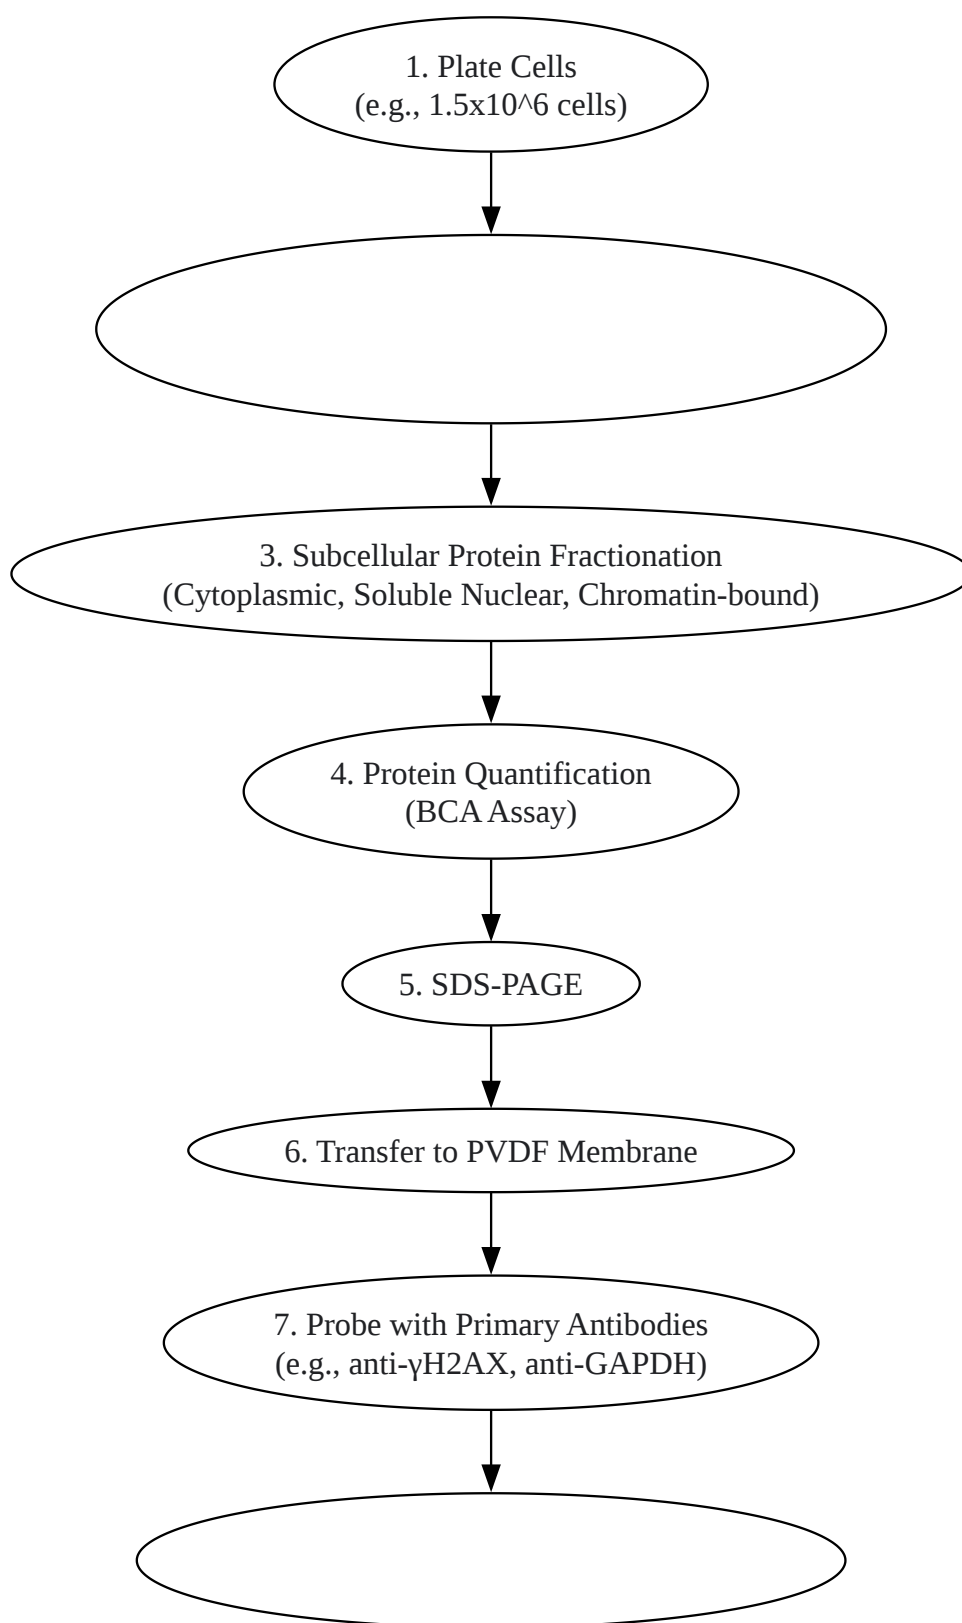 1. Plate Cells
(e.g., 1.5x10^6 cells)
3. Subcellular Protein Fractionation
(Cytoplasmic, Soluble Nuclear, Chromatin-bound)
4. Protein Quantification
(BCA Assay)
5. SDS-PAGE
6. Transfer to PVDF Membrane
7. Probe with Primary Antibodies
(e.g., anti-γH2AX, anti-GAPDH)